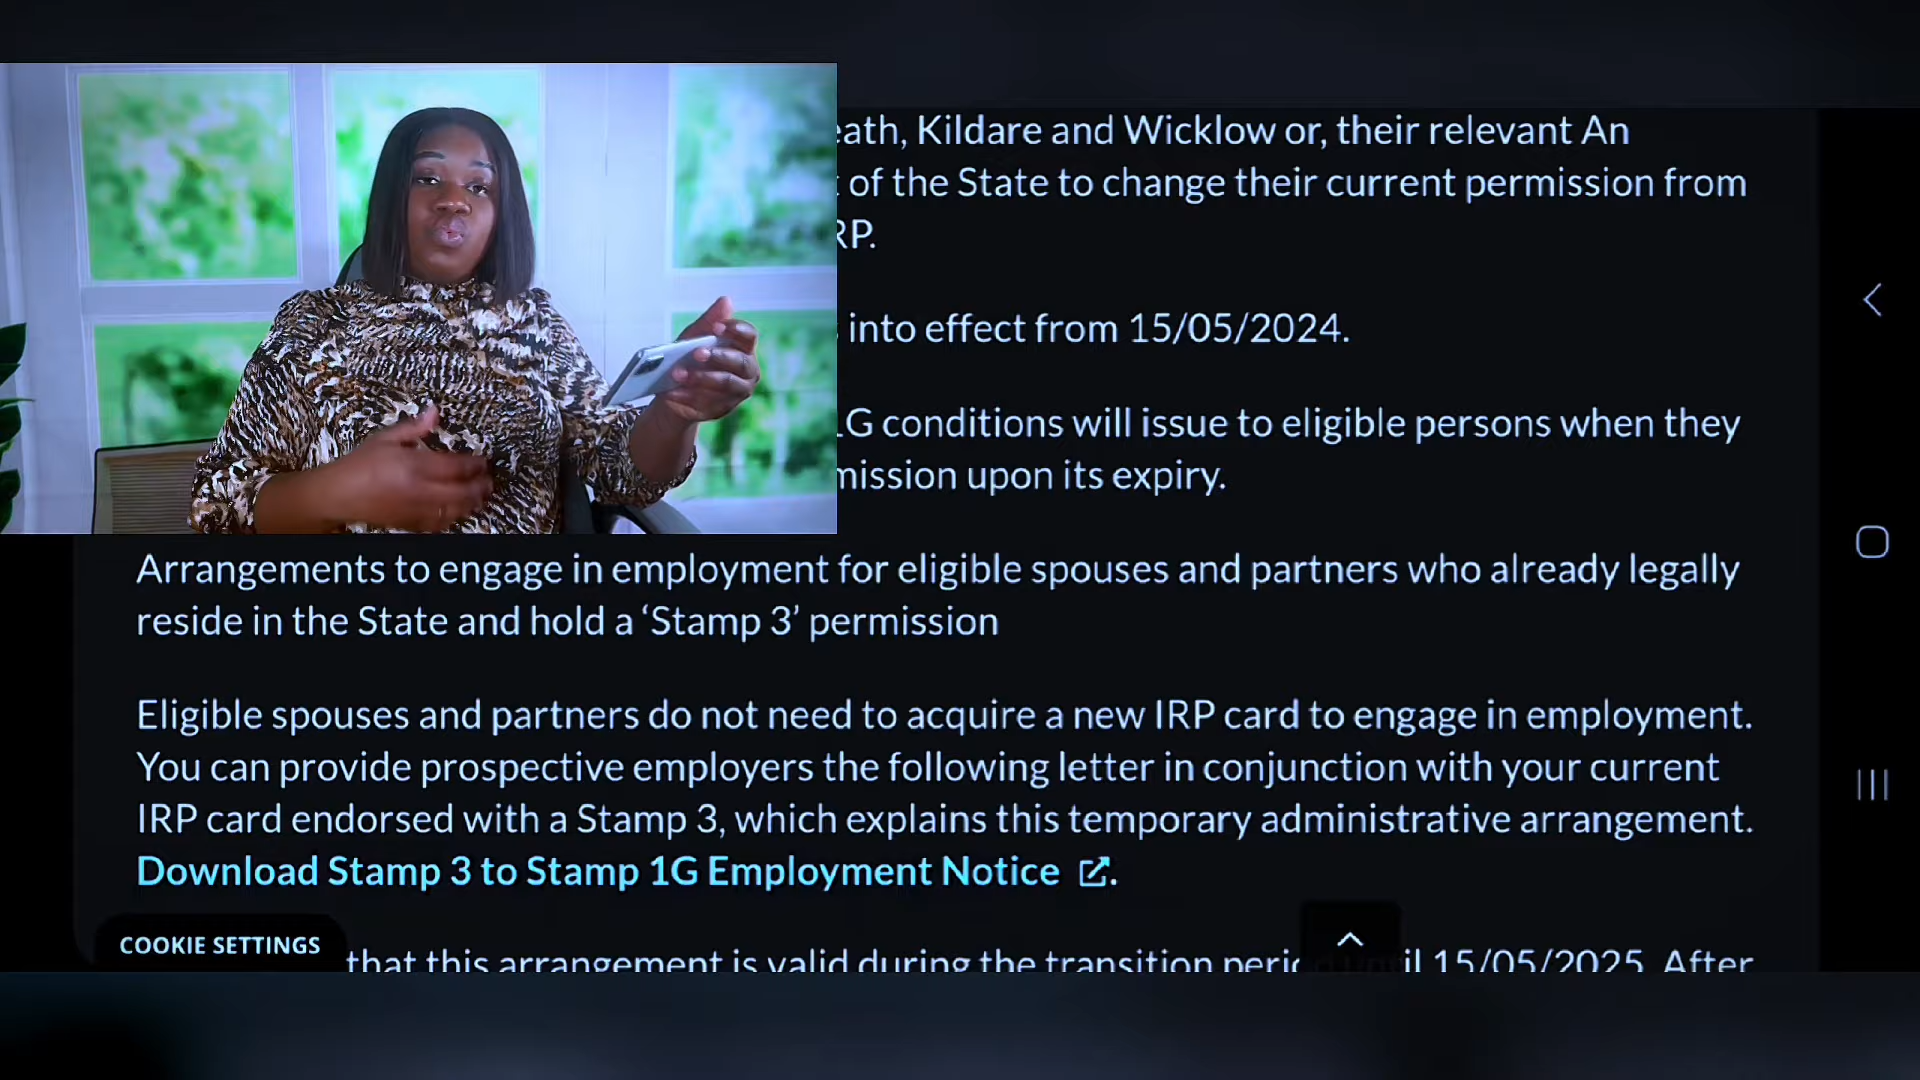 eath, Kildare and Wicklow or, their relevant An
of the State to change their current permission from
RP.
into effect from 15/05/2024.
G conditions will issue to eligible persons when they
mission upon its expiry.
Arrangements to engage in employment for eligible spouses and partners who already legally
reside in the State and hold a ‘Stamp 3’ permission
Eligible spouses and partners do not need to acquire a new IRP card to engage in employment.
You can provide prospective employers the following letter in conjunction with your current
IRP card endorsed with a Stamp 3, which explains this temporary administrative arrangement.
Download Stamp 3 to Stamp 1G Employment Notice.
COOKIE SETTINGS
that this arrangement is valid during the transition 15/05/2025. After